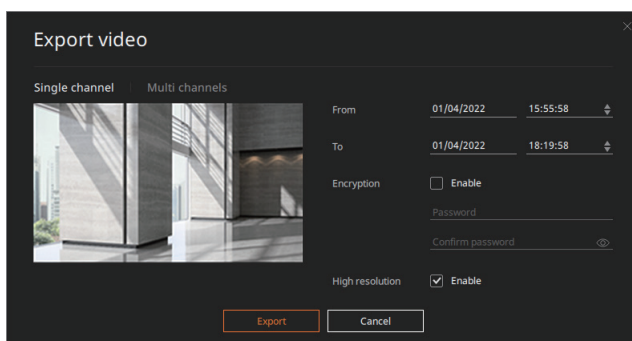 Export video
Single channel Multi channels
From 01/04/2022 15:55:58
To 01/04/2022 18:19:58
Encryption Enable
Password
Confirm password
High resolution Enable
Export Cancel